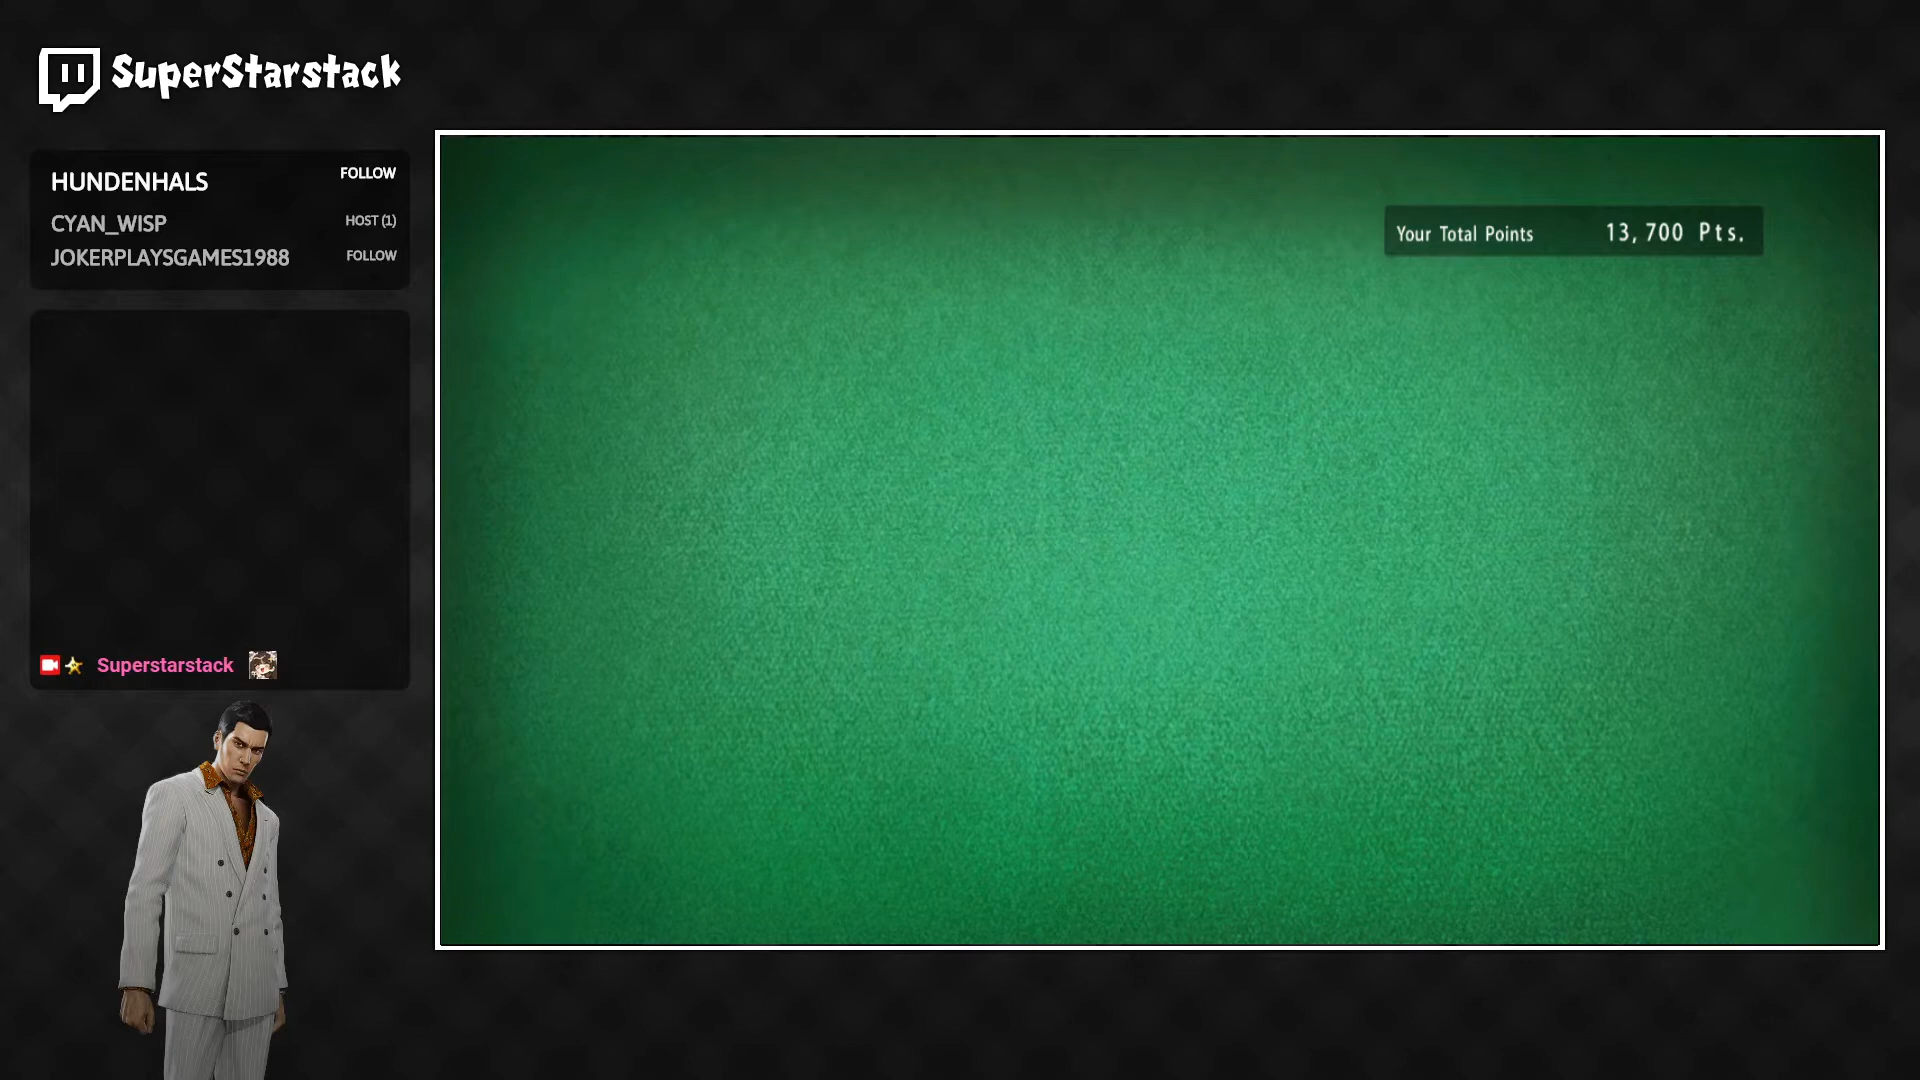 SuperStarstack
HUNDENHALS FOLLOW
CYAN_WISP HOST (1)
JOKERPLAYSGAMES1988 FOLLOW
Your Total Points 13,700 Pts.
Superstarstack